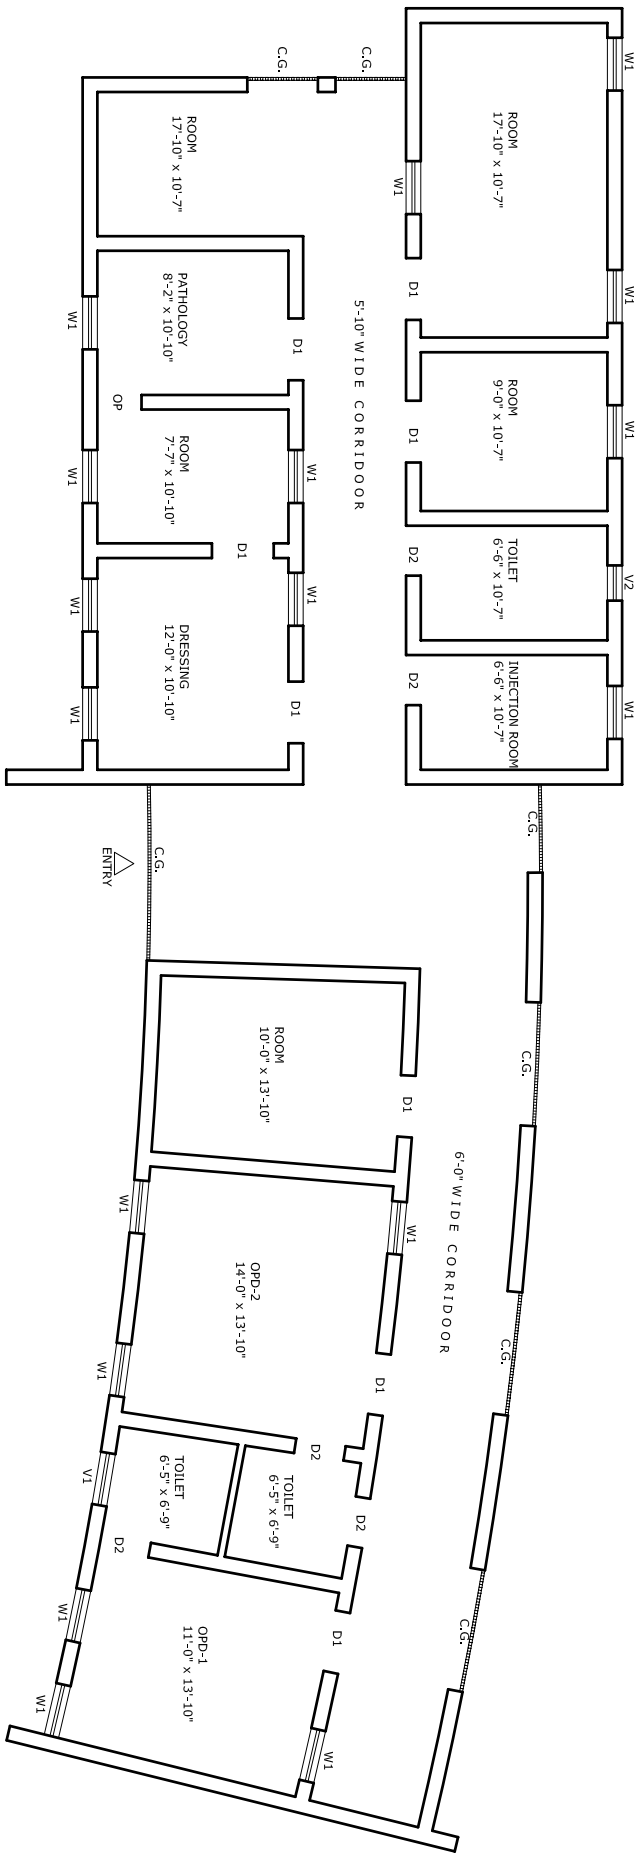 W1
C.G.
C.G.
ROOM
17'-10" x 10'-7"
ROOM
17'-10" x 10'-7"
W1
W1
D1
5'-10" WIDE CORRIDOOR
PATHOLOGY
8'-2" x 10'-10"
W1
D1
OP
ROOM
9'-0" x 10'-7"
W1
D1
ROOM
7'-7" x 10'-10"
W1
W1
D1
TOILET
6'-6" x 10'-7"
V2
D2
W1
W1
DRESSING
12'-0" x 10'-10"
W1
D1
INJECTION ROOM
6'-6" x 10'-7"
W1
D2
C.G.
C.G.
ENTRY
C.G.
ROOM
10'-0" x 13'-10"
D1
6'-0" WIDE CORRIDOOR
W1
W1
OPD-2
14'-0" x 13'-10"
C.G.
W1
D1
D2
TOILET
6'-5" x 6'-9"
V1
TOILET
6'-5" x 6'-9"
D2
D2
C.G.
W1
OPD-1
11'-0" x 13'-10"
D1
W1
W1